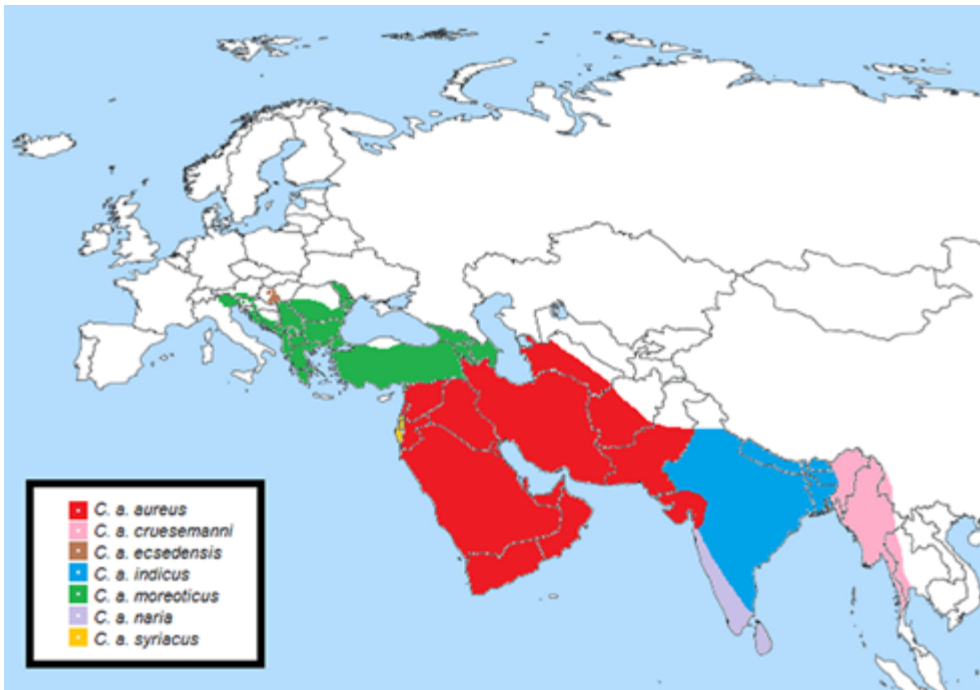 C. a. aureus
C. a. cruesemanni
C. a. ecsedensis
C. a. indicus
C. a. moreoticus
C. a. naria
C. a. syriacus